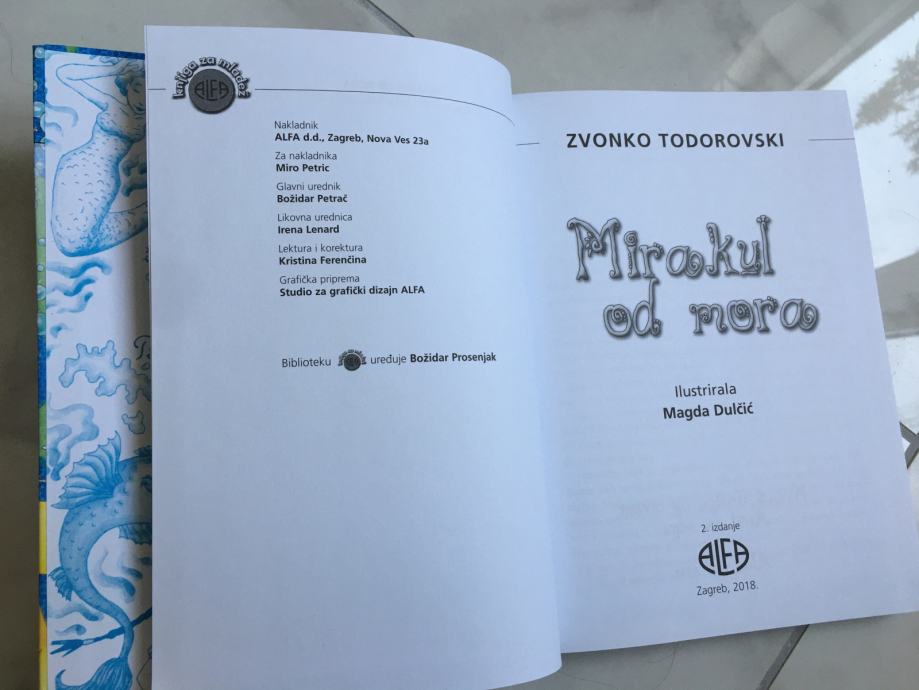 knjiga za mladež
ALFA
Nakladnik
ALFA d.d., Zagreb, Nova Ves 23a
Za nakladnika
Miro Petric
Glavni urednik
Božidar Petrač
Likovna urednica
Irena Lenard
Lektura i korektura
Kristina Ferenčina
Grafička priprema
Studio za grafički dizajn ALFA
Biblioteku uređuje Božidar Prosenjak
ZVONKO TODOROVSKI
Mirakul
od mora
Ilustrirala
Magda Dulčić
2. izdanje
ALFA
Zagreb, 2018.